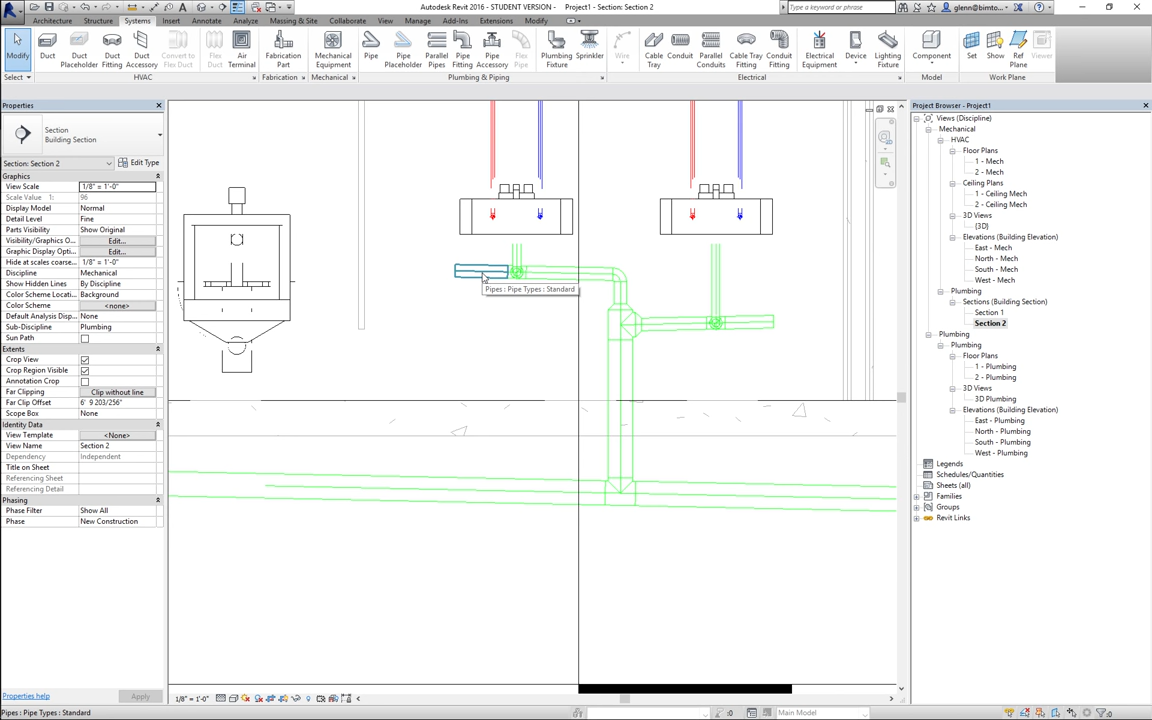 Autodesk Revit 2016 - STUDENT VERSION - Project1 - Section: Section 2
Type a keyword or phrase
glenn@bimto...
Architecture Structure Systems Insert Annotate Analyze Massing & Site Collaborate View Manage Add-Ins Extensions Modify
Modify Duct Duct Placeholder Duct Fitting Duct Accessory Convert to Flex Duct Flex Duct Air Terminal Fabrication Part Mechanical Equipment Pipe Pipe Placeholder Parallel Pipes Pipe Fitting Pipe Accessory Flex Pipe Plumbing Fixture Sprinkler Wire Cable Tray Conduit Parallel Conduits Cable Tray Fitting Conduit Fitting Electrical Equipment Device Lighting Fixture Component Set Show Ref Plane Viewer
Select HVAC Fabrication Mechanical Plumbing & Piping Electrical Model Work Plane
Properties
Section
Building Section
Section: Section 2 Edit Type
Graphics
View Scale 1/8" = 1'-0"
Scale Value 1: 96
Display Model Normal
Detail Level Fine
Parts Visibility Show Original
Visibility/Graphics O... Edit...
Graphic Display Opti... Edit...
Hide at scales coarse... 1/8" = 1'-0"
Discipline Mechanical
Show Hidden Lines By Discipline
Color Scheme Locati... Background
Color Scheme <none>
Default Analysis Disp... None
Sub-Discipline Plumbing
Sun Path
Extents
Crop View
Crop Region Visible
Annotation Crop
Far Clipping Clip without line
Far Clip Offset 6' 9 203/256"
Scope Box None
Identity Data
View Template <None>
View Name Section 2
Dependency Independent
Title on Sheet
Referencing Sheet
Referencing Detail
Phasing
Phase Filter Show All
Phase New Construction
Properties help Apply
Pipes : Pipe Types : Standard
Project Browser - Project1
Views (Discipline)
Mechanical
HVAC
Floor Plans
1 - Mech
2 - Mech
Ceiling Plans
1 - Ceiling Mech
2 - Ceiling Mech
3D Views
{3D}
Elevations (Building Elevation)
East - Mech
North - Mech
South - Mech
West - Mech
Plumbing
Sections (Building Section)
Section 1
Section 2
Plumbing
Plumbing
Floor Plans
1 - Plumbing
2 - Plumbing
3D Views
3D Plumbing
Elevations (Building Elevation)
East - Plumbing
North - Plumbing
South - Plumbing
West - Plumbing
Legends
Schedules/Quantities
Sheets (all)
Families
Groups
Revit Links
1/8" = 1'-0"
Pipes : Pipe Types : Standard
:0 Main Model :0